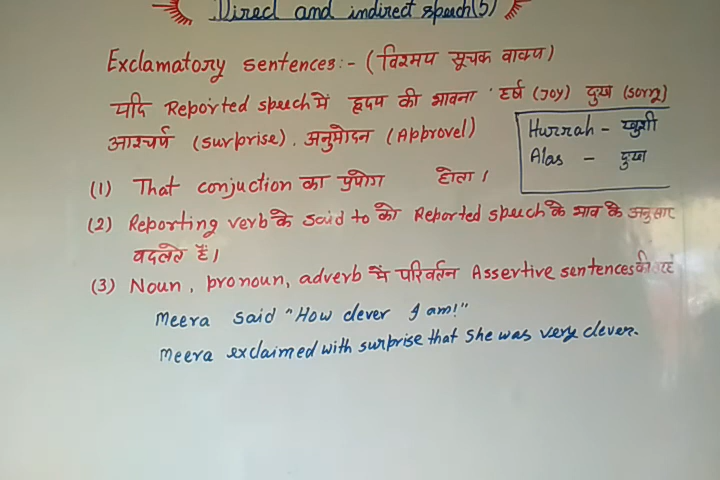 Direct and indirect speech (5)
Exclamatory sentences:- (विस्मय सूचक वाक्य)
यदि Reported speech में हृदय की भावना हर्ष (Joy) दुःख (sorry)
आश्चर्य (surprise). अनुमोदन (Approvel)
Hurrah - खुशी
Alas - दुःख
(1) That conjuction का प्रयोग होता।
(2) Reporting verb के said to को Reported speech के भाव के अनुसार
बदलते हैं।
(3) Noun, pronoun, adverb में परिवर्तन Assertive sentences की तरह
Meera said "How clever I am!"
Meera exclaimed with surprise that she was very clever.